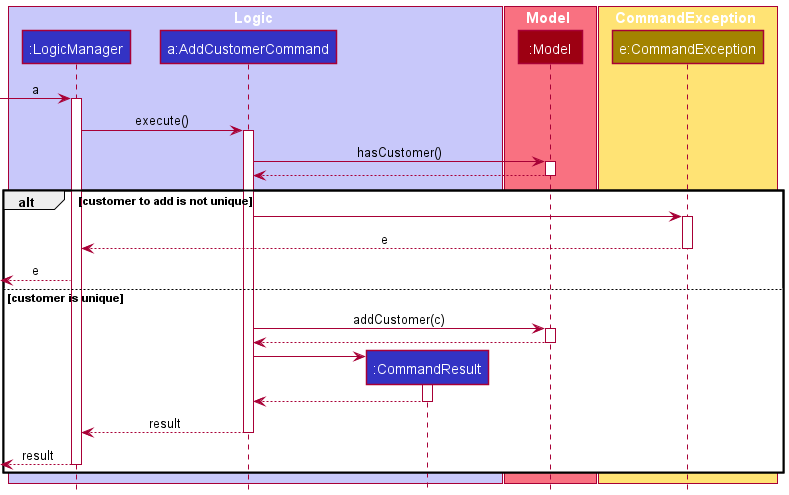 Logic
Model
CommandException
:LogicManager
a:AddCustomerCommand
:Model
e:CommandException
a
execute()
hasCustomer()
alt
[customer to add is not unique]
e
e
[customer is unique]
addCustomer(c)
:CommandResult
result
result